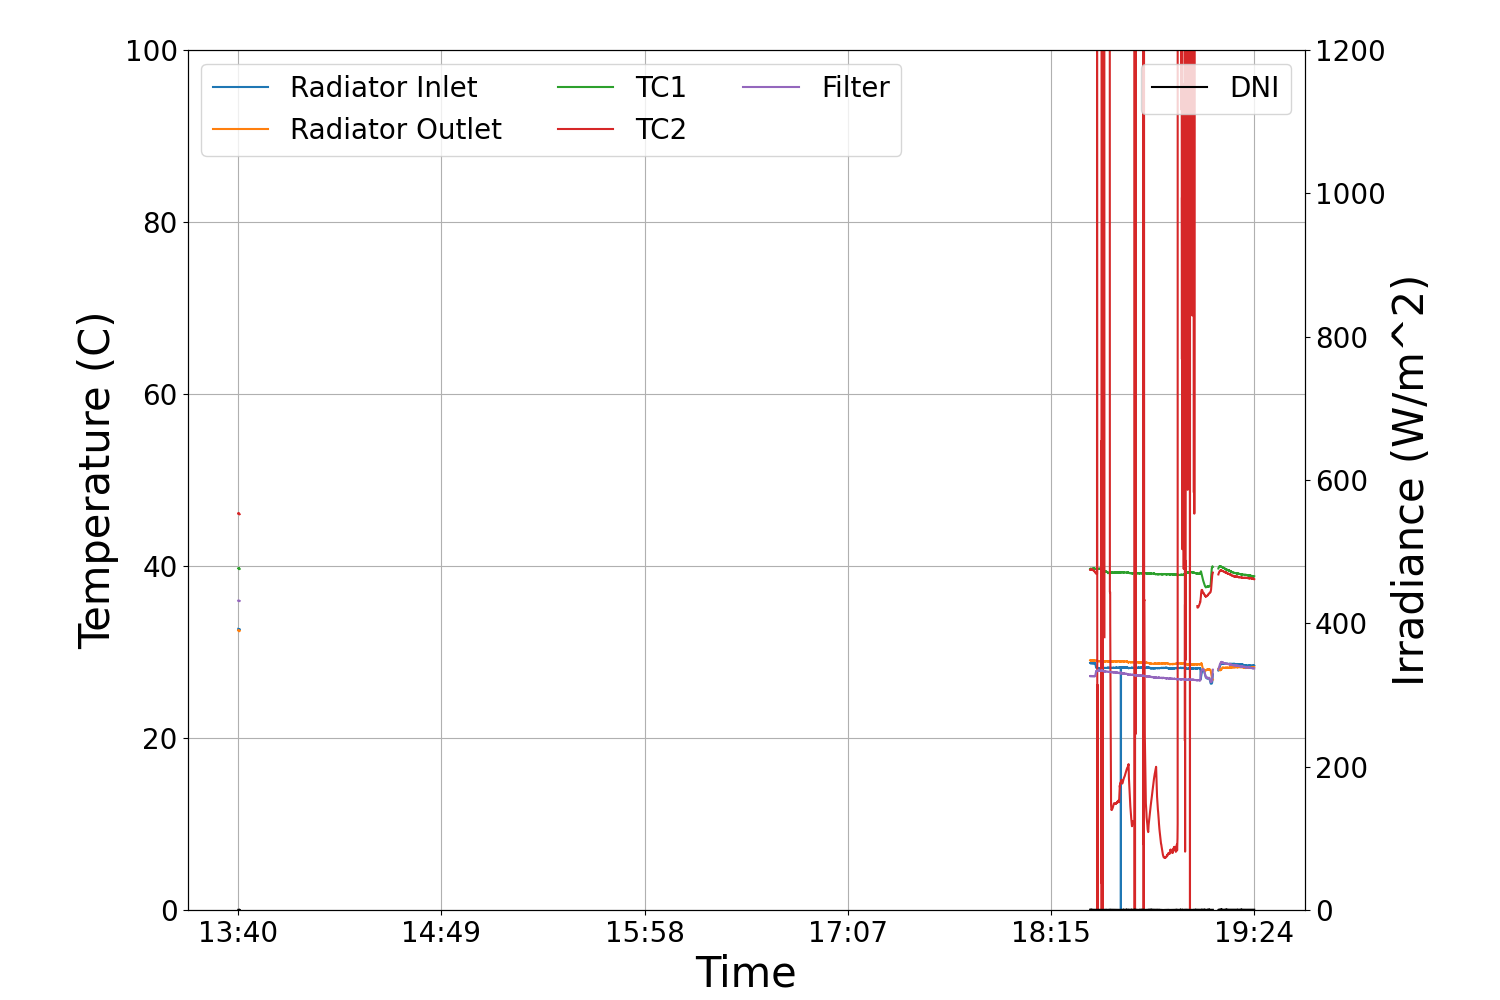 100
80
60
40
20
0
Temperature (C)
Radiator Inlet
Radiator Outlet
TC1
TC2
Filter
DNI
1200
1000
800
600
400
200
0
Irradiance (W/m^2)
13:40 14:49 15:58 17:07 18:15 19:24
Time